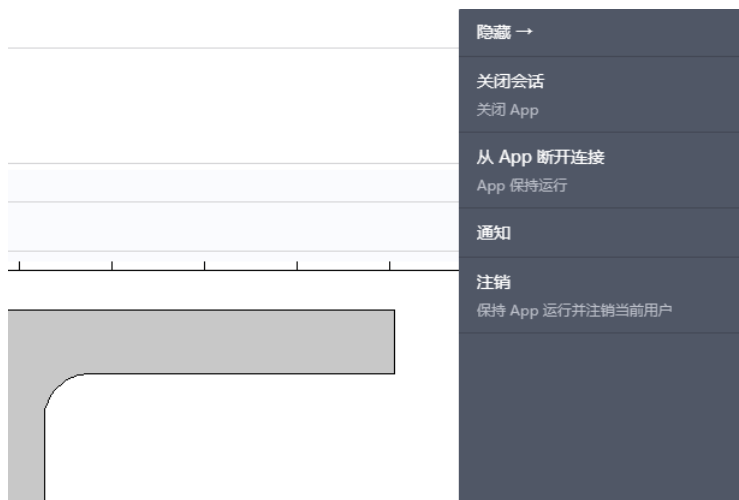 隐藏 →
关闭会话
关闭 App
从 App 断开连接
App 保持运行
通知
注销
保持 App 运行并注销当前用户